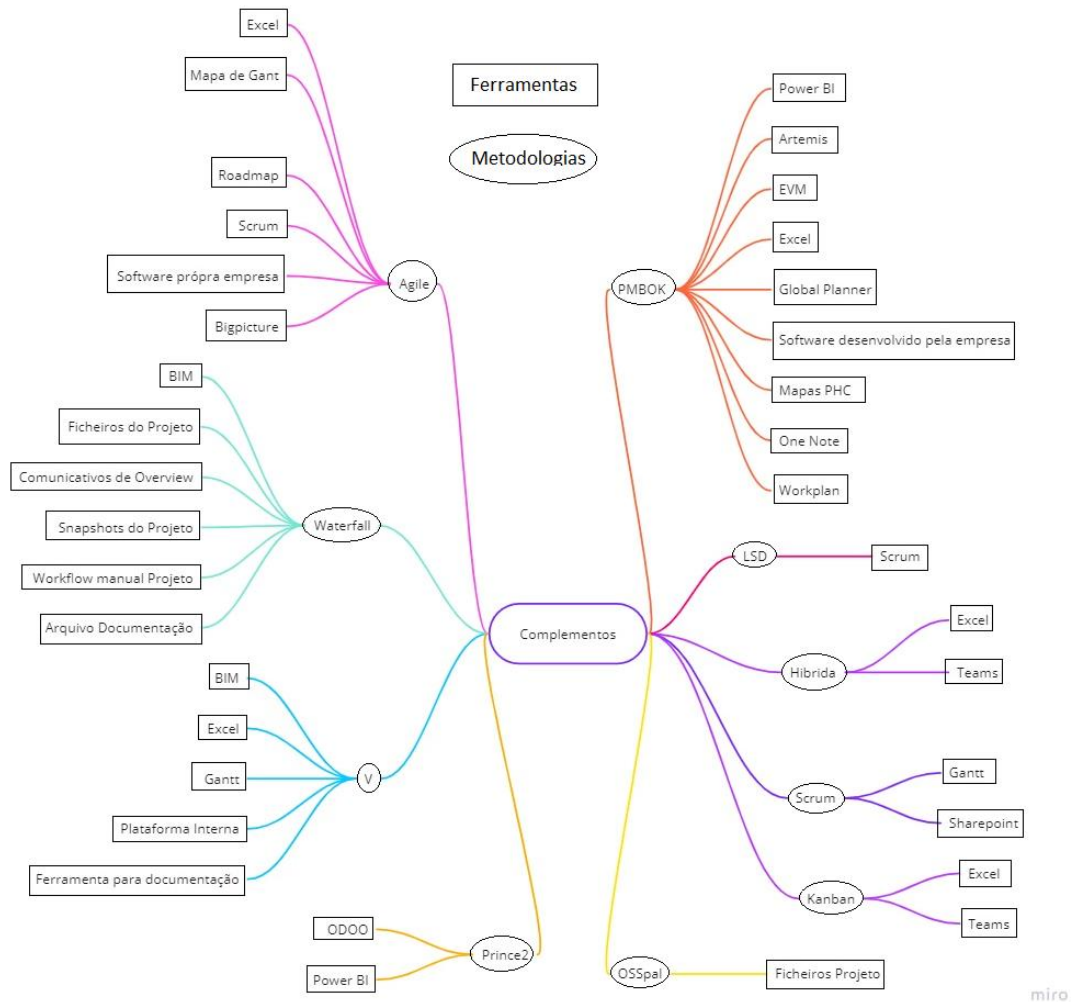 Excel
Mapa de Gant
Roadmap
Scrum
Software própra empresa
Bigpicture
Agile
Ferramentas
Metodologias
Power BI
Artemis
EVM
Excel
Global Planner
Software desenvolvido pela empresa
Mapas PHC
One Note
Workplan
PMBOK
BIM
Ficheiros do Projeto
Comunicativos de Overview
Snapshots do Projeto
Workflow manual Projeto
Arquivo Documentação
Waterfall
LSD
Scrum
Complementos
Hibrida
Excel
Teams
BIM
Excel
Gantt
Plataforma Interna
Ferramenta para documentação
V
Scrum
Gantt
Sharepoint
Kanban
Excel
Teams
ODOO
Power BI
Prince2
OSSpal
Ficheiros Projeto
miro